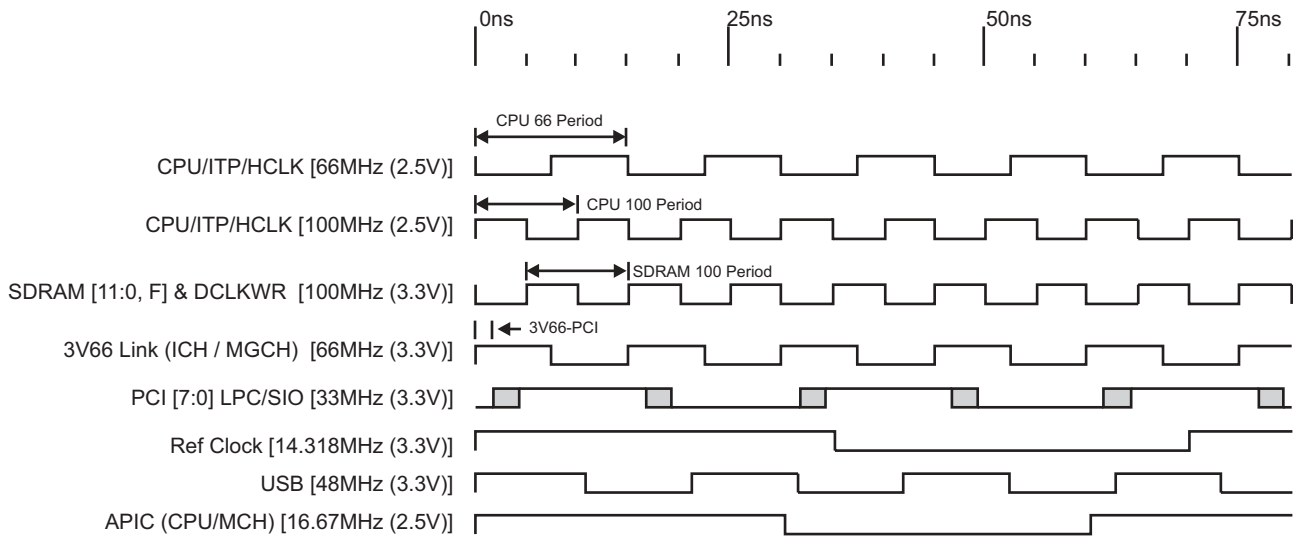 0ns 25ns 50ns 75ns
CPU 66 Period
CPU/ITP/HCLK [66MHz (2.5V)]
CPU 100 Period
CPU/ITP/HCLK [100MHz (2.5V)]
SDRAM 100 Period
SDRAM [11:0, F] & DCLKWR [100MHz (3.3V)]
3V66-PCI
3V66 Link (ICH / MGCH) [66MHz (3.3V)]
PCI [7:0] LPC/SIO [33MHz (3.3V)]
Ref Clock [14.318MHz (3.3V)]
USB [48MHz (3.3V)]
APIC (CPU/MCH) [16.67MHz (2.5V)]